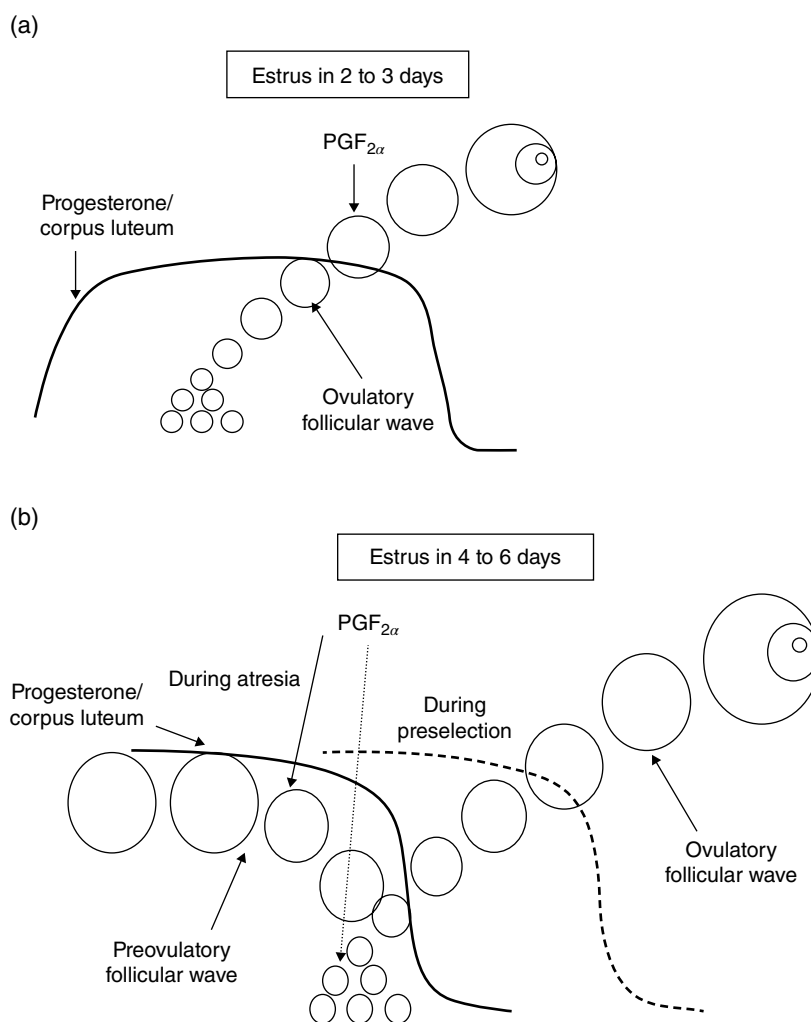 (a)
Estrus in 2 to 3 days
PGF2α
Progesterone/
corpus luteum
Ovulatory
follicular wave
(b)
Estrus in 4 to 6 days
PGF2α
During atresia
Progesterone/
corpus luteum
During
preselection
Ovulatory
follicular wave
Preovulatory
follicular wave